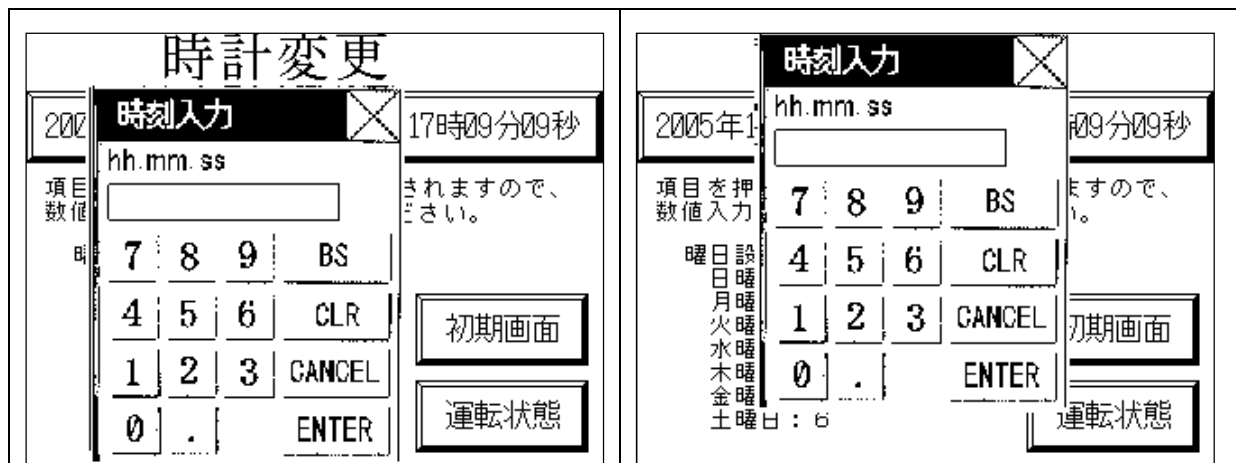 時計変更
時刻入力
200 17時09分09秒
hh.mm.ss
項目 されますので、
数値 さい。
7 8 9 BS
4 5 6 CLR
初期画面
1 2 3 CANCEL
0 . ENTER
運転状態
時刻入力
hh.mm.ss
2005年1 09分09秒
項目を押 ますので、
数値入力 。
7 8 9 BS
曜日設
4 5 6 CLR
日曜
月曜
1 2 3 CANCEL
火曜
期画面
水曜
木曜
0 . ENTER
金曜
運転状態
土曜日：6